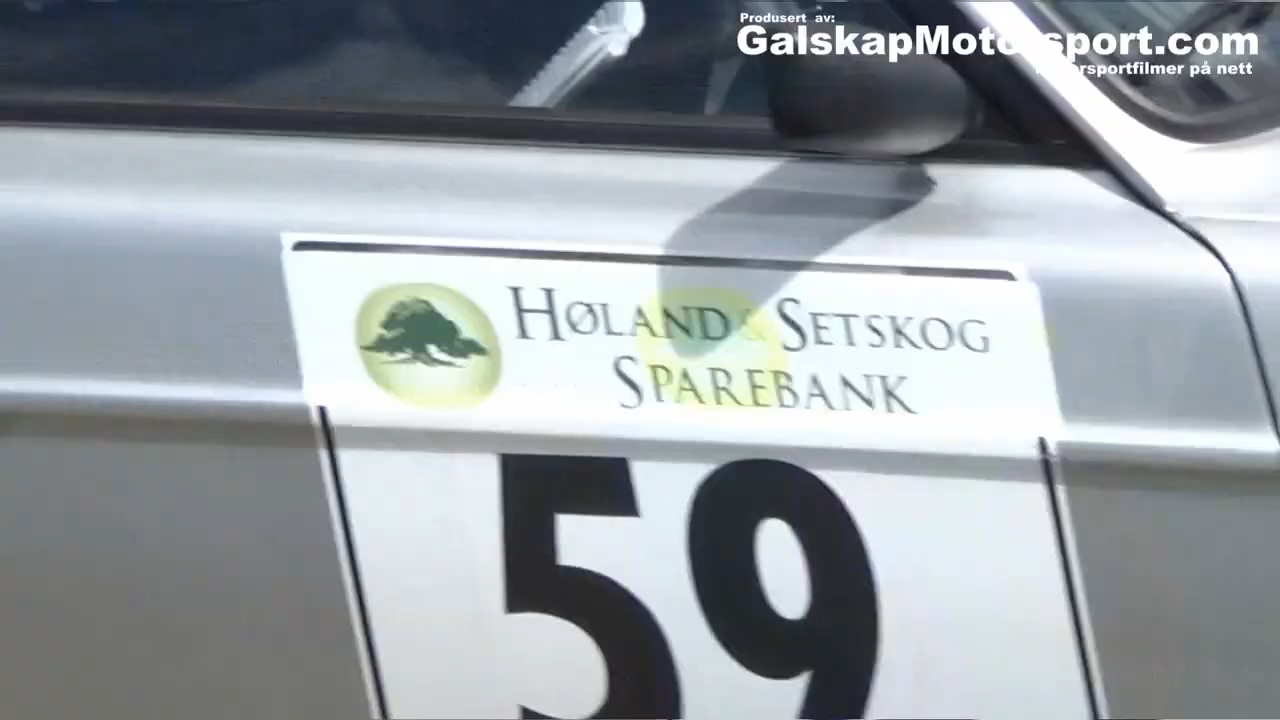 Produsert av:
GalskapMotorsport.com
på nett
HØLAND & SETSKOG
SPAREBANK
59